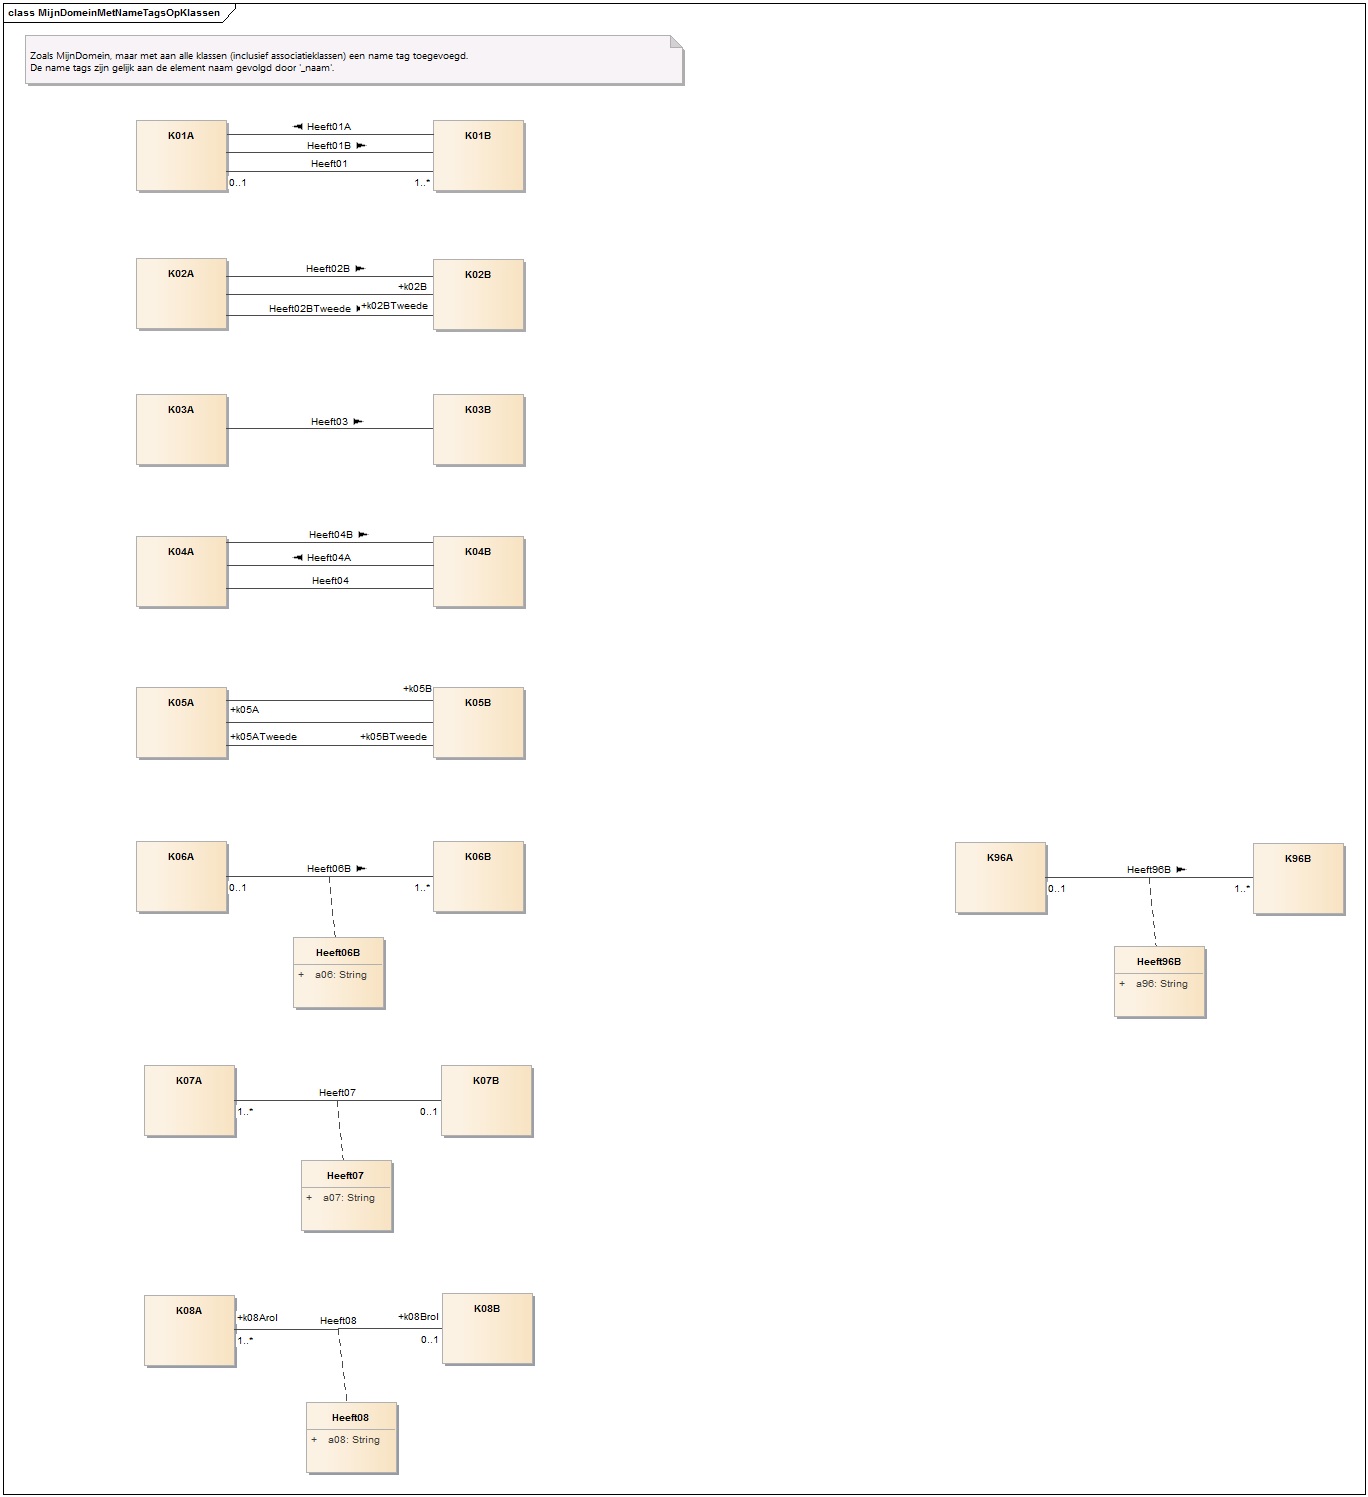 class MijnDomeinMetNameTagsOpKlassen
Zoals MijnDomein, maar met aan alle klassen (inclusief associatieklassen) een name tag toegevoegd.
De name tags zijn gelijk aan de element naam gevolgd door '_naam'.
K01A
Heeft01A
K01B
Heeft01B
Heeft01
0..1
1..*
K02A
Heeft02B
K02B
+k02B
Heeft02BTweede
+k02BTweede
K03A
Heeft03
K03B
K04A
Heeft04B
K04B
Heeft04A
Heeft04
K05A
+k05B
K05B
+k05A
+k05ATweede
+k05BTweede
K06A
Heeft06B
K06B
0..1
1..*
Heeft06B
+ a06: String
K96A
Heeft96B
K96B
0..1
1..*
Heeft96B
+ a96: String
K07A
Heeft07
K07B
1..*
0..1
Heeft07
+ a07: String
K08A
+k08Arol
Heeft08
+k08Brol
K08B
1..*
0..1
Heeft08
+ a08: String